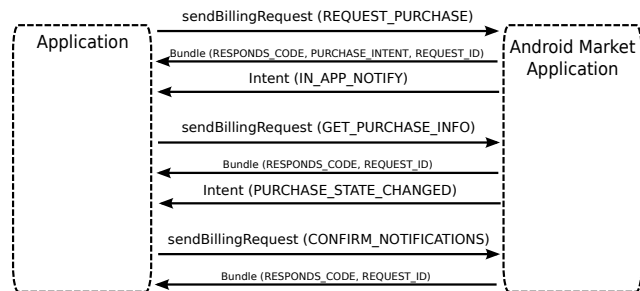 sendBillingRequest (REQUEST_PURCHASE)
Application
Bundle (RESPONDS_CODE, PURCHASE_INTENT, REQUEST_ID)
Android Market
Application
Intent (IN_APP_NOTIFY)
sendBillingRequest (GET_PURCHASE_INFO)
Bundle (RESPONDS_CODE, REQUEST_ID)
Intent (PURCHASE_STATE_CHANGED)
sendBillingRequest (CONFIRM_NOTIFICATIONS)
Bundle (RESPONDS_CODE, REQUEST_ID)